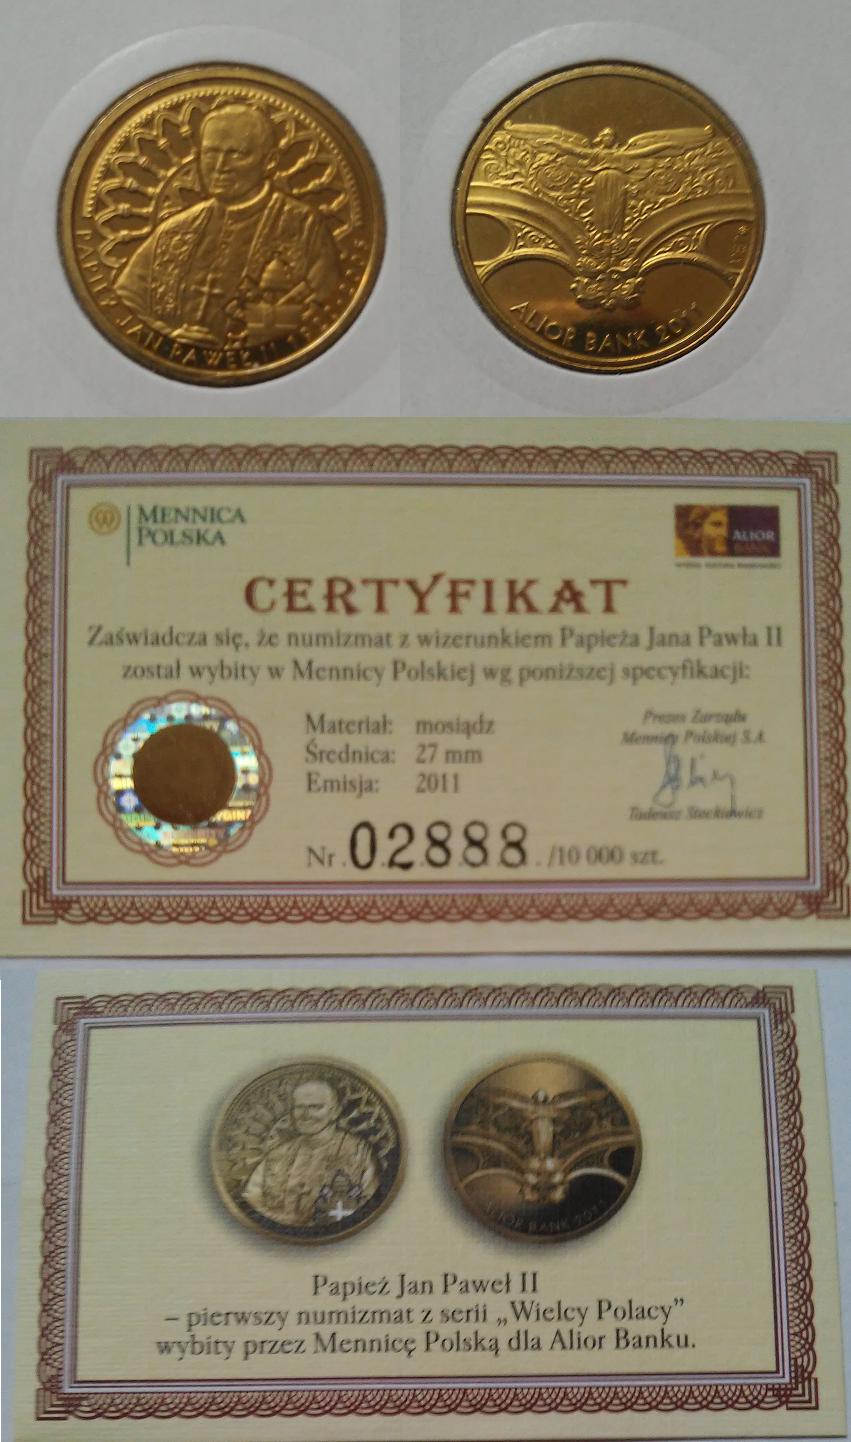 PAPIEŻ JAN PAWEŁ II
ALIOR BANK 2011
MENNICA
POLSKA
ALIOR
BANK
CERTYFIKAT
Zaświadcza się, że numizmat z wizerunkiem Papieża Jana Pawła II
został wybity w Mennicy Polskiej wg poniższej specyfikacji:
Materiał: mosiądz
Średnica: 27 mm
Emisja: 2011
Prezes Zarządu
Mennicy Polskiej S.A.
Tadeusz Steckiewicz
Nr 02888 /10 000 szt.
ALIOR BANK 2011
Papież Jan Paweł II
– pierwszy numizmat z serii „Wielcy Polacy”
wybity przez Mennicę Polską dla Alior Banku.